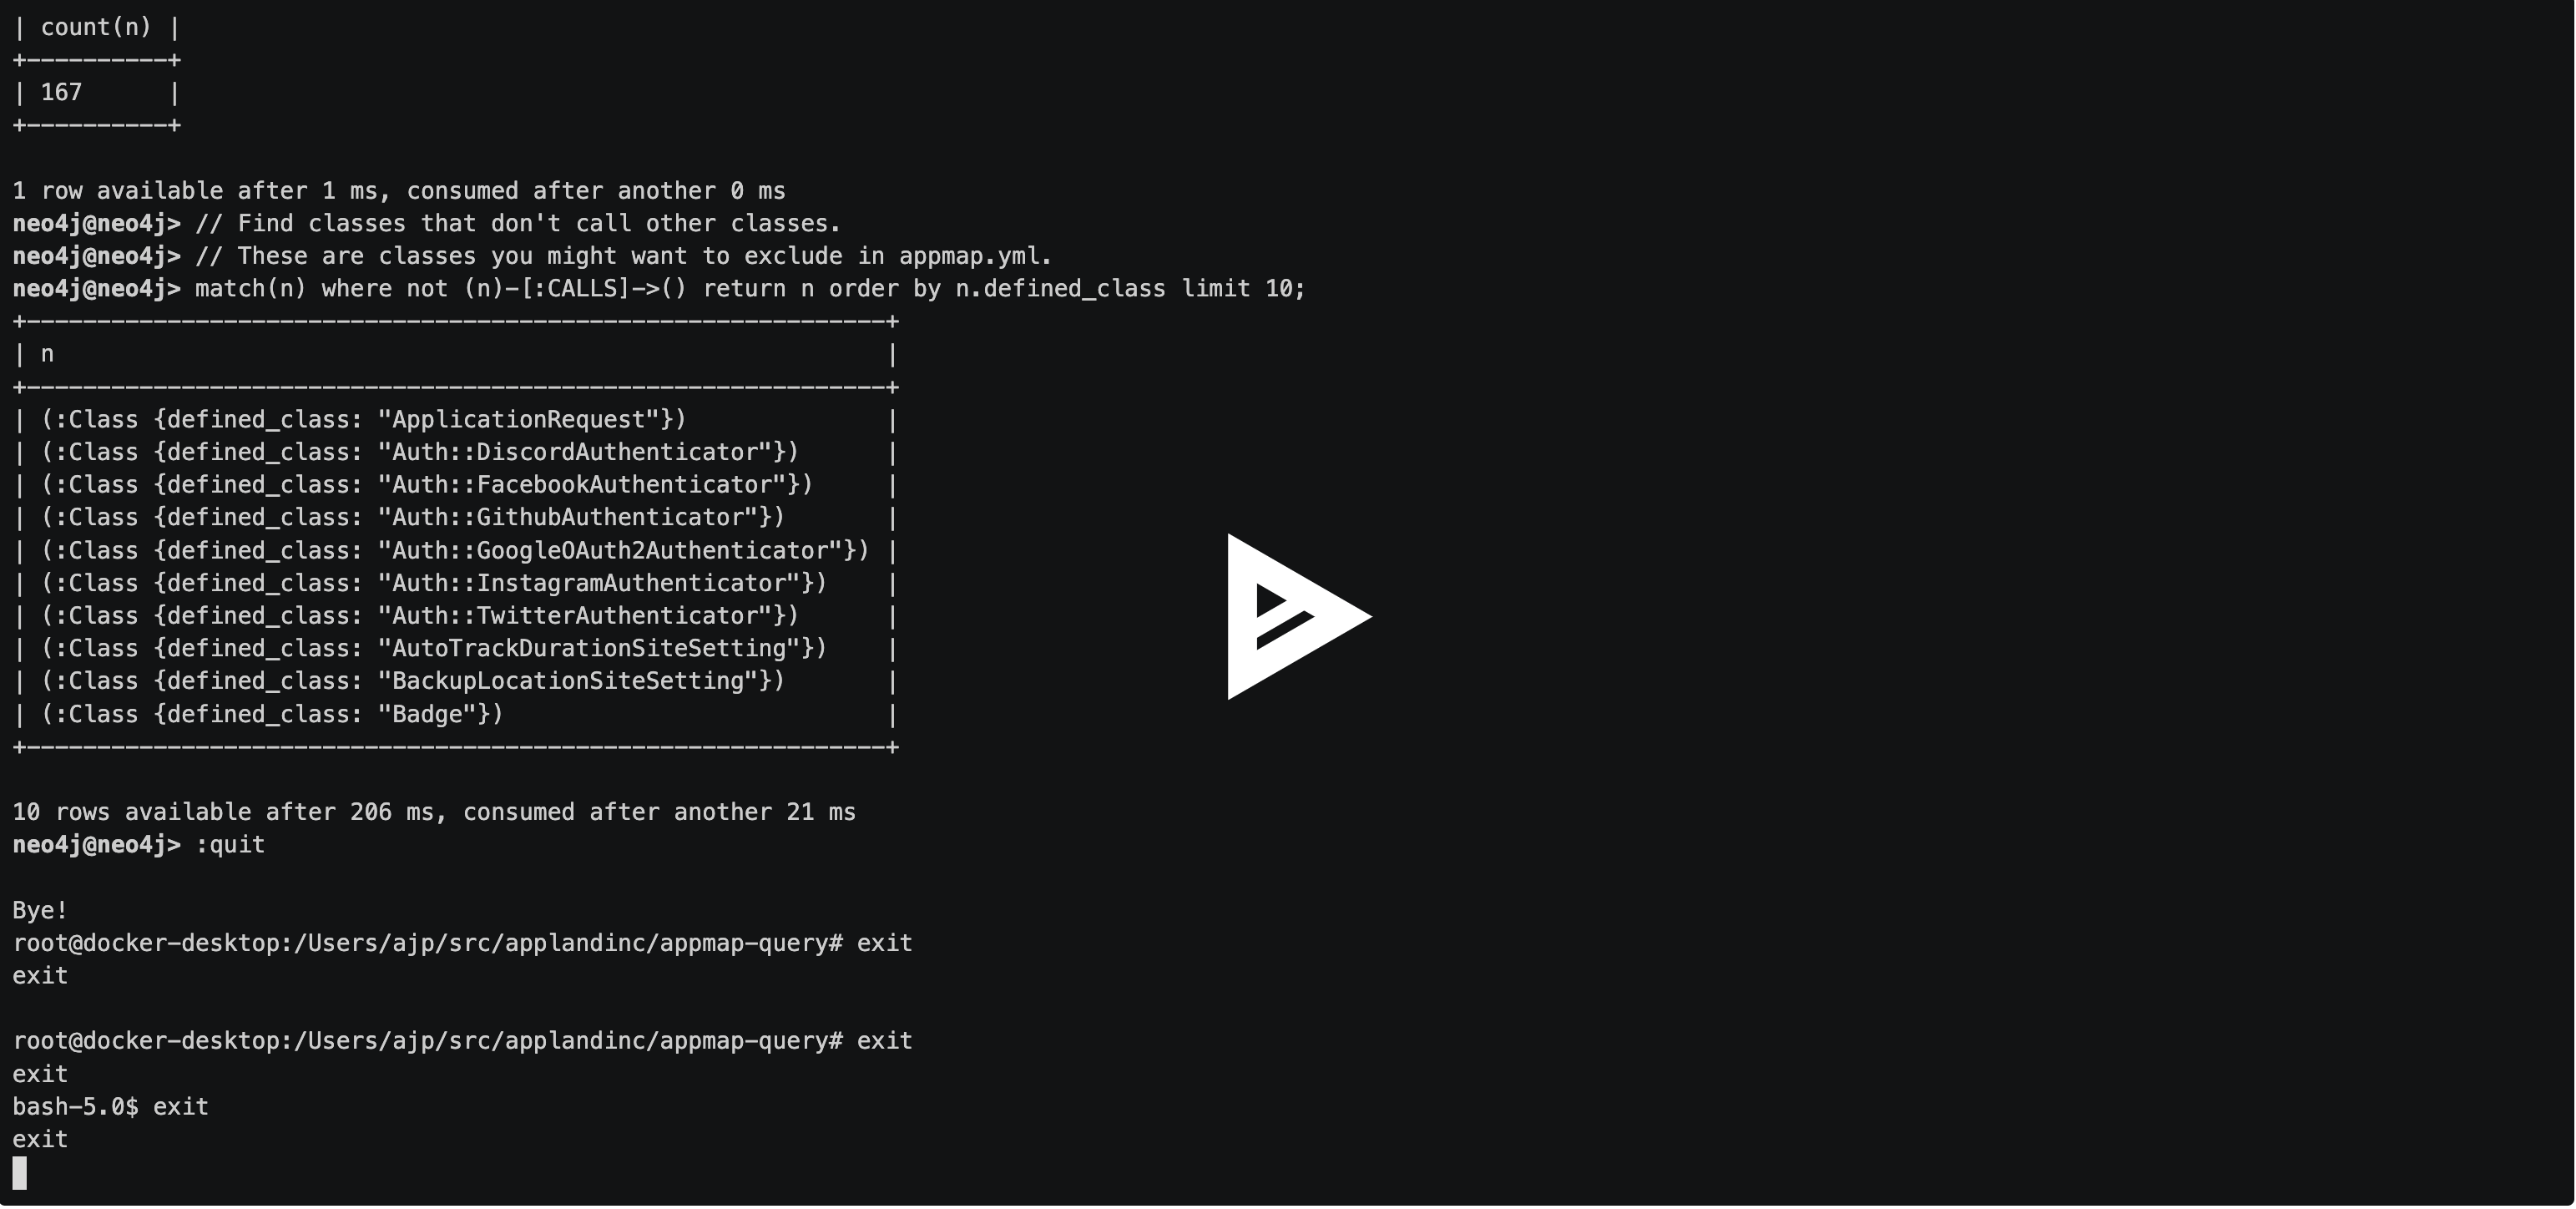 | count(n) |
+----------+
| 167      |
+----------+

1 row available after 1 ms, consumed after another 0 ms
neo4j@neo4j> // Find classes that don't call other classes.
neo4j@neo4j> // These are classes you might want to exclude in appmap.yml.
neo4j@neo4j> match(n) where not (n)-[:CALLS]->() return n order by n.defined_class limit 10;
+-------------------------------------------------------------+
| n                                                           |
+-------------------------------------------------------------+
| (:Class {defined_class: "ApplicationRequest"})              |
| (:Class {defined_class: "Auth::DiscordAuthenticator"})      |
| (:Class {defined_class: "Auth::FacebookAuthenticator"})     |
| (:Class {defined_class: "Auth::GithubAuthenticator"})       |
| (:Class {defined_class: "Auth::GoogleOAuth2Authenticator"}) |
| (:Class {defined_class: "Auth::InstagramAuthenticator"})    |
| (:Class {defined_class: "Auth::TwitterAuthenticator"})      |
| (:Class {defined_class: "AutoTrackDurationSiteSetting"})    |
| (:Class {defined_class: "BackupLocationSiteSetting"})       |
| (:Class {defined_class: "Badge"})                           |
+-------------------------------------------------------------+

10 rows available after 206 ms, consumed after another 21 ms
neo4j@neo4j> :quit

Bye!
root@docker-desktop:/Users/ajp/src/applandinc/appmap-query# exit
exit

root@docker-desktop:/Users/ajp/src/applandinc/appmap-query# exit
exit
bash-5.0$ exit
exit